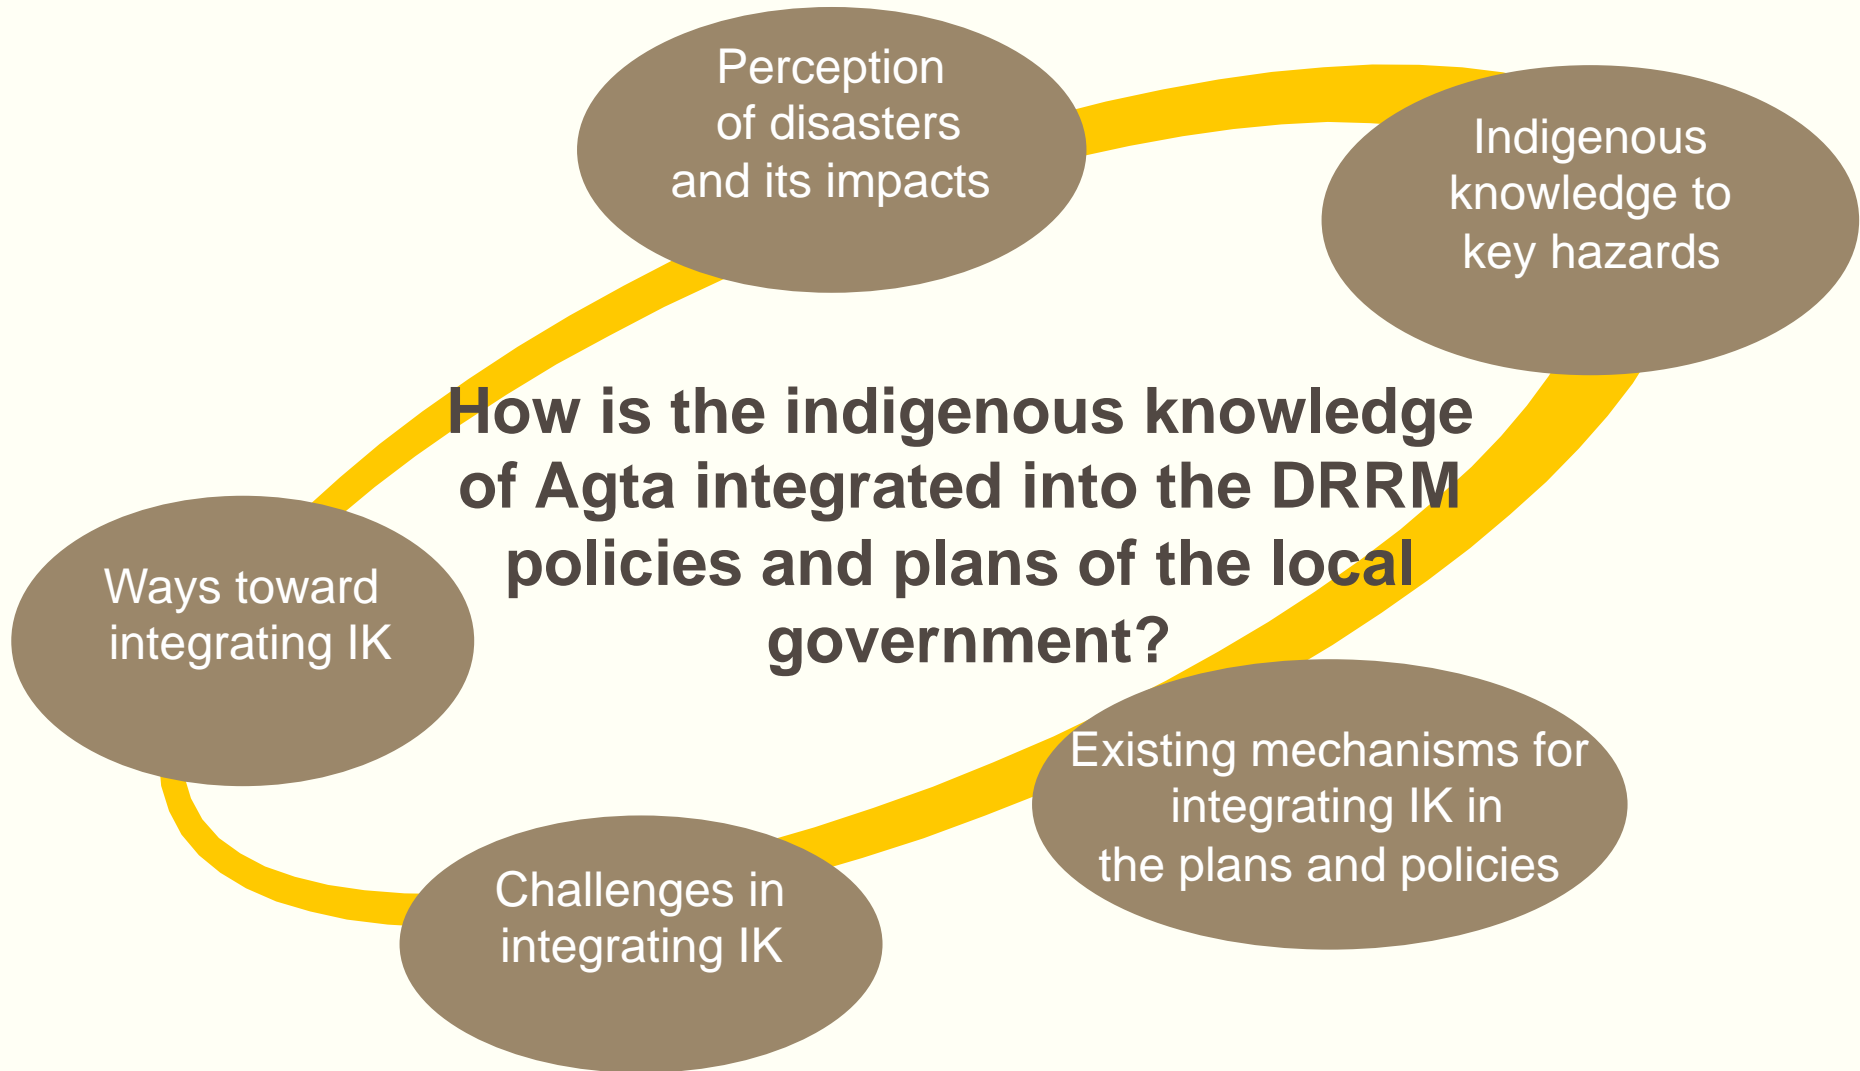 Perception
of disasters
and its impacts
Indigenous
knowledge to
key hazards
How is the indigenous knowledge
of Agta integrated into the DRRM
policies and plans of the local
government?
Ways toward
integrating IK
Existing mechanisms for
integrating IK in
the plans and policies
Challenges in
integrating IK